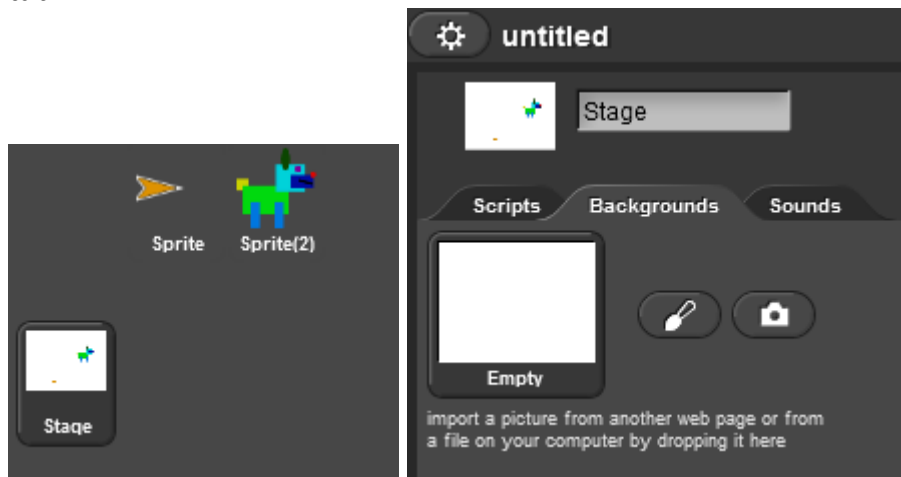 untitled
Stage
Scripts Backgrounds Sounds
Sprite Sprite(2)
Stage
Empty
import a picture from another web page or from
a file on your computer by dropping it here